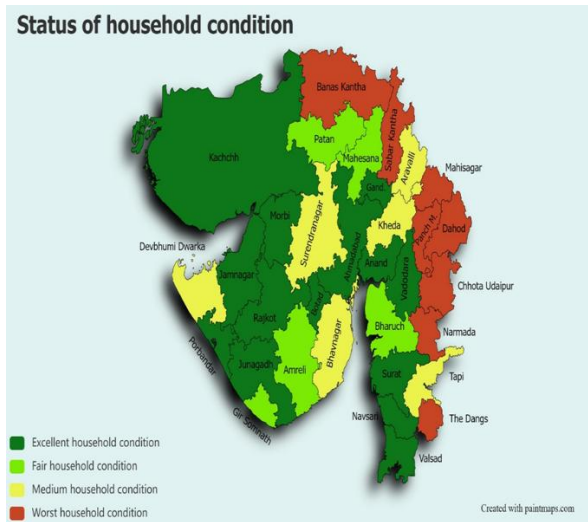 Status of household condition
Banas Kantha
Patan
Mahesana
Sabar Kantha
Aravalli
Kachchh
Gand.
Mahisagar
Morbi
Surendranagar
Ahmadabad
Kheda
Panch M.
Dahod
Devbhumi Dwarka
Jamnagar
Anand
Vadodara
Chhota Udaipur
Rajkot
Botad
Bharuch
Narmada
Porbandar
Junagadh
Amreli
Bhavnagar
Surat
Tapi
Gir Somnath
Navsari
The Dangs
Valsad
Excellent household condition
Fair household condition
Medium household condition
Worst household condition
Created with paintmaps.com